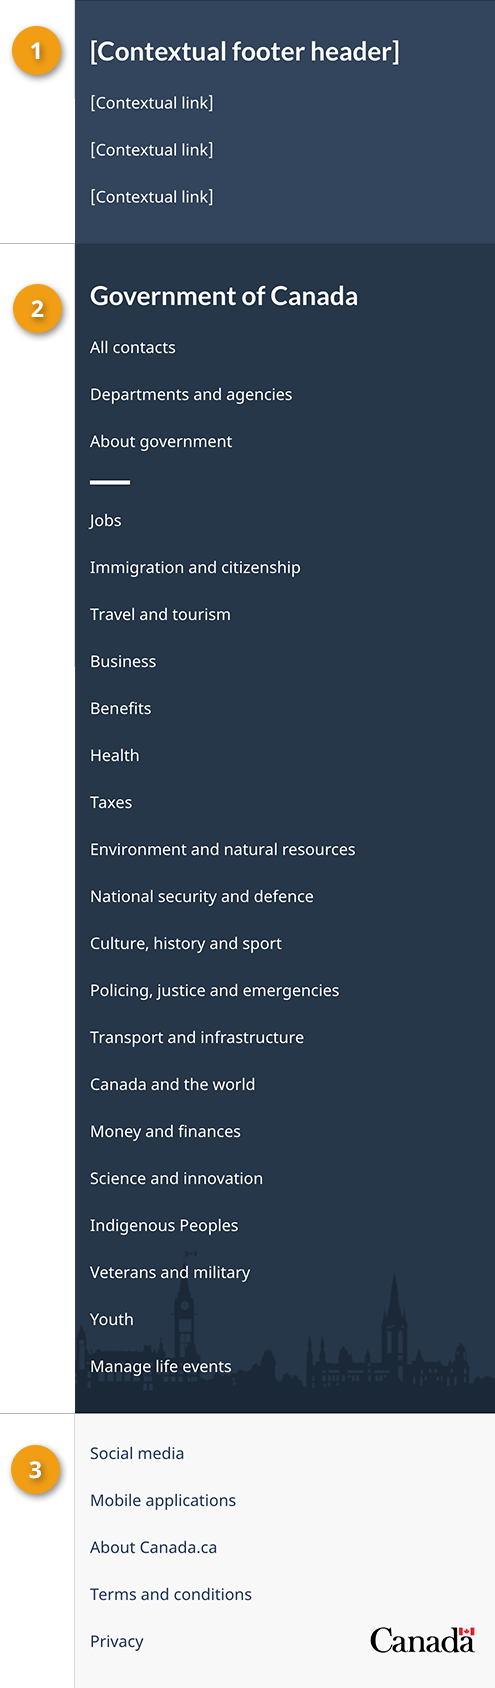 1
[Contextual footer header]
[Contextual link]
[Contextual link]
[Contextual link]
2
Government of Canada
All contacts
Departments and agencies
About government
Jobs
Immigration and citizenship
Travel and tourism
Business
Benefits
Health
Taxes
Environment and natural resources
National security and defence
Culture, history and sport
Policing, justice and emergencies
Transport and infrastructure
Canada and the world
Money and finances
Science and innovation
Indigenous Peoples
Veterans and military
Youth
Manage life events
3
Social media
Mobile applications
About Canada.ca
Terms and conditions
Privacy
Canada